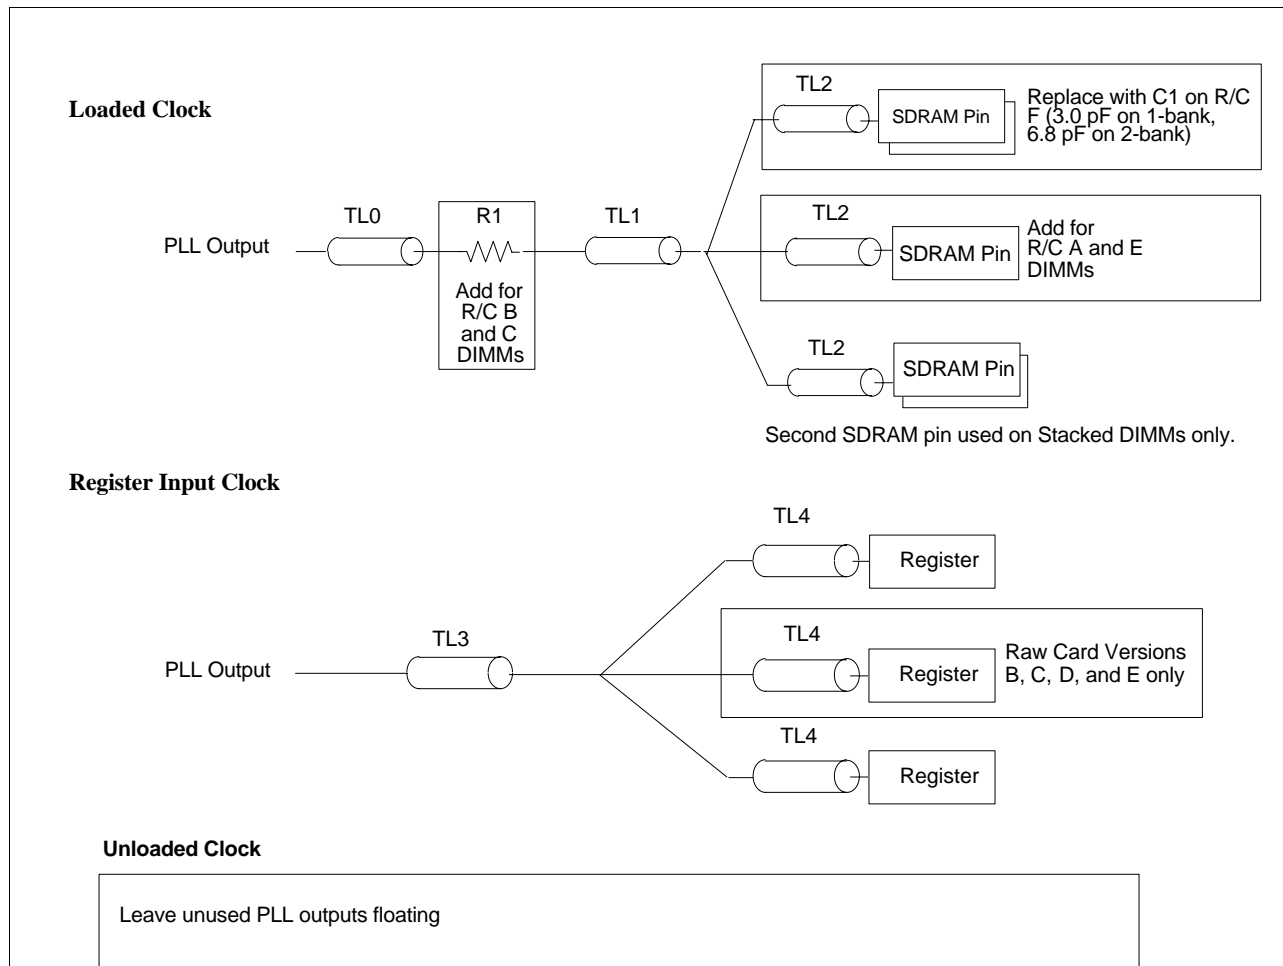 Loaded Clock
TL2
SDRAM Pin
Replace with C1 on R/C
F (3.0 pF on 1-bank,
6.8 pF on 2-bank)
PLL Output
TL0
R1
Add for
R/C B
and C
DIMMs
TL1
TL2
SDRAM Pin
Add for
R/C A and E
DIMMs
TL2
SDRAM Pin
Second SDRAM pin used on Stacked DIMMs only.
Register Input Clock
TL4
Register
PLL Output
TL3
TL4
Register
Raw Card Versions
B, C, D, and E only
TL4
Register
Unloaded Clock
Leave unused PLL outputs floating